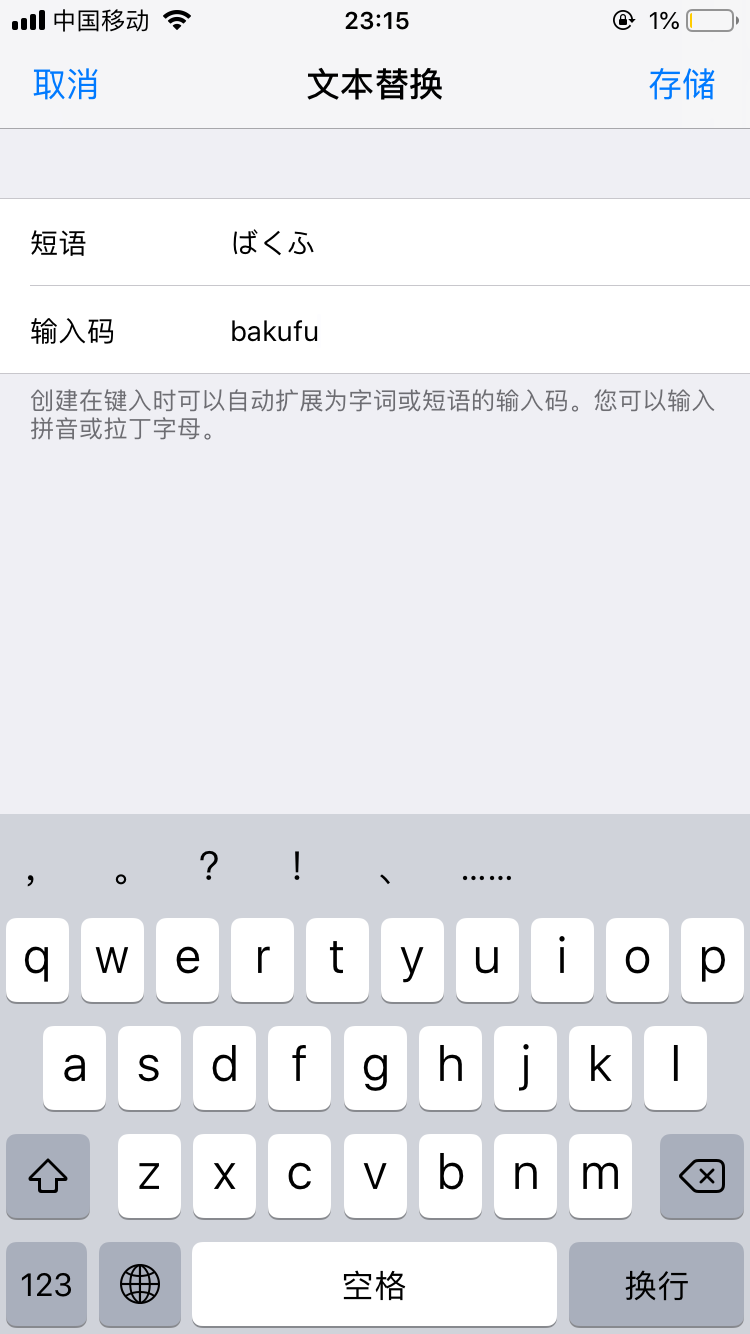 中国移动 23:15 1%
取消 文本替换 存储
短语 ばくふ
输入码 bakufu
创建在键入时可以自动扩展为字词或短语的输入码。您可以输入
拼音或拉丁字母。
， 。 ? ! 、 ……
q w e r t y u i o p
a s d f g h j k l
z x c v b n m
123 空格 换行